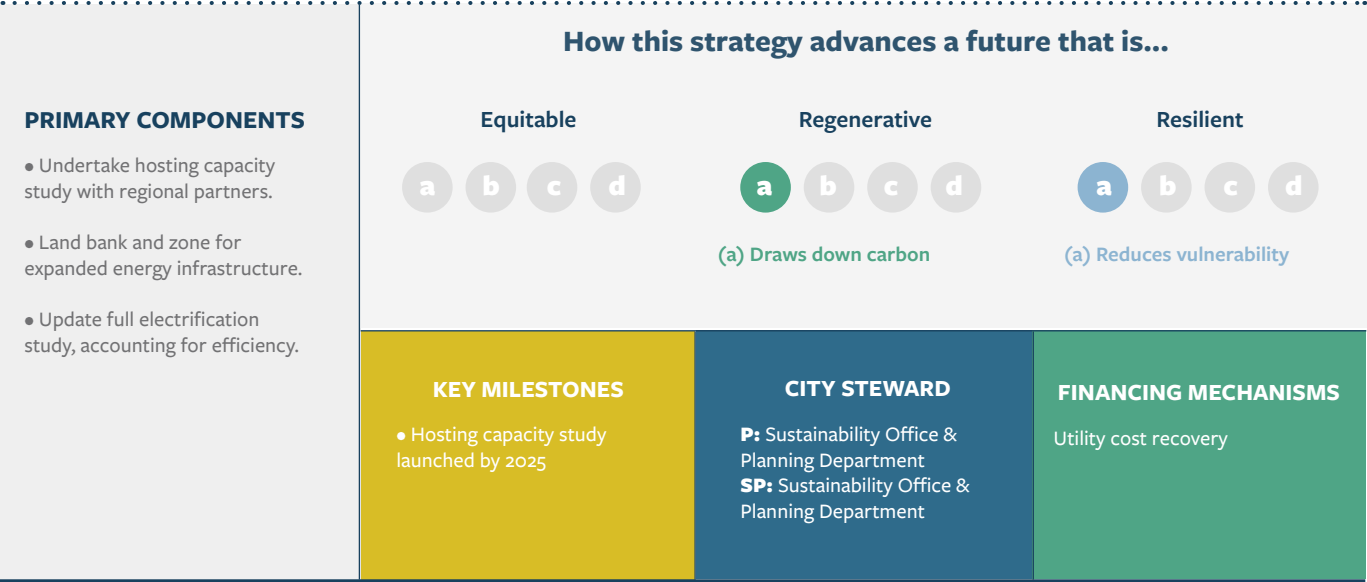 How this strategy advances a future that is...
PRIMARY COMPONENTS
• Undertake hosting capacity
study with regional partners.
• Land bank and zone for
expanded energy infrastructure.
• Update full electrification
study, accounting for efficiency.
Equitable
a b c d
Regenerative
a b c d
(a) Draws down carbon
Resilient
a b c d
(a) Reduces vulnerability
KEY MILESTONES
• Hosting capacity study
launched by 2025
CITY STEWARD
P: Sustainability Office &
Planning Department
SP: Sustainability Office &
Planning Department
FINANCING MECHANISMS
Utility cost recovery